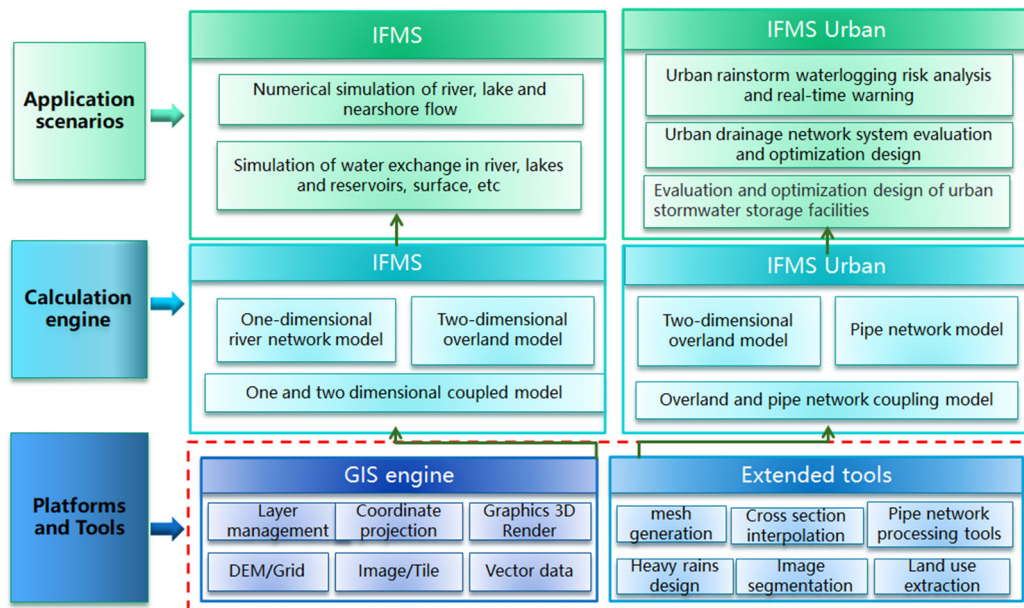 Application
scenarios
IFMS
Numerical simulation of river, lake and
nearshore flow
Simulation of water exchange in river, lakes
and reservoirs, surface, etc
IFMS Urban
Urban rainstorm waterlogging risk analysis
and real-time warning
Urban drainage network system evaluation
and optimization design
Evaluation and optimization design of urban
stormwater storage facilities
Calculation
engine
IFMS
One-dimensional
river network model
Two-dimensional
overland model
One and two dimensional coupled model
IFMS Urban
Two-dimensional
overland model
Pipe network model
Overland and pipe network coupling model
Platforms
and Tools
GIS engine
Layer
management
Coordinate
projection
Graphics 3D
Render
DEM/Grid
Image/Tile
Vector data
Extended tools
mesh
generation
Cross section
interpolation
Pipe network
processing tools
Heavy rains
design
Image
segmentation
Land use
extraction